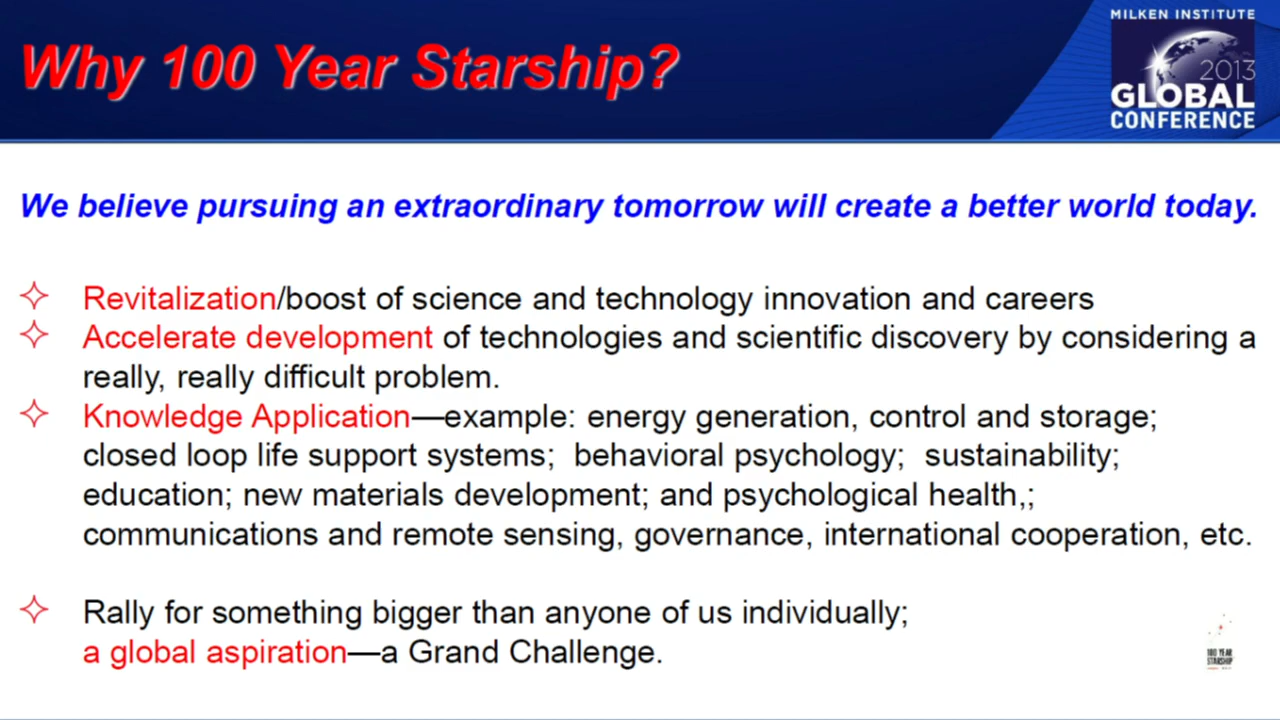 Why 100 Year Starship?
MILKEN INSTITUTE
2013
GLOBAL
CONFERENCE
We believe pursuing an extraordinary tomorrow will create a better world today.
Revitalization/boost of science and technology innovation and careers
Accelerate development of technologies and scientific discovery by considering a
really, really difficult problem.
Knowledge Application—example: energy generation, control and storage;
closed loop life support systems;  behavioral psychology;  sustainability;
education; new materials development; and psychological health,;
communications and remote sensing, governance, international cooperation, etc.
Rally for something bigger than anyone of us individually;
a global aspiration—a Grand Challenge.
100 YEAR
STARSHIP